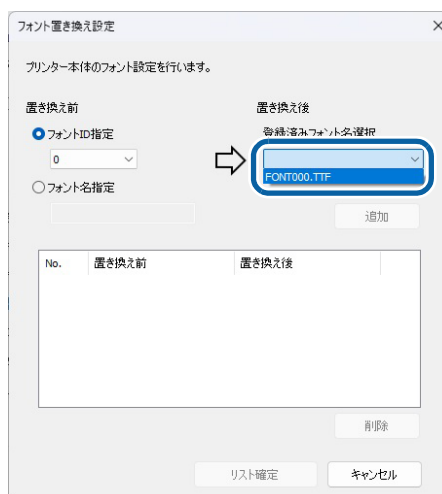 フォント置き換え設定
プリンター本体のフォント設定を行います。
置き換え前
置き換え後
フォントID指定
登録済みフォント名選択
0
FONT000.TTF
フォント名指定
追加
No. 置き換え前 置き換え後
削除
リスト確定 キャンセル